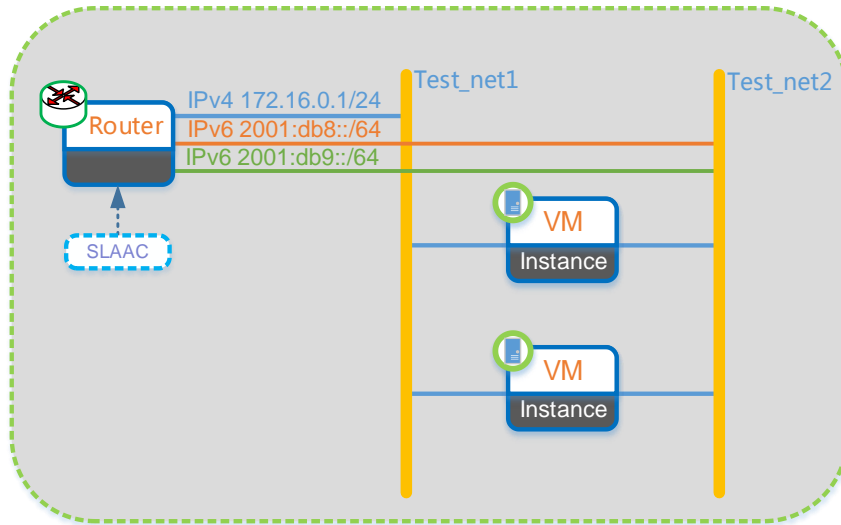 Test_net1
Test_net2
IPv4 172.16.0.1/24
Router
IPv6 2001:db8::/64
IPv6 2001:db9::/64
SLAAC
VM
Instance
VM
Instance